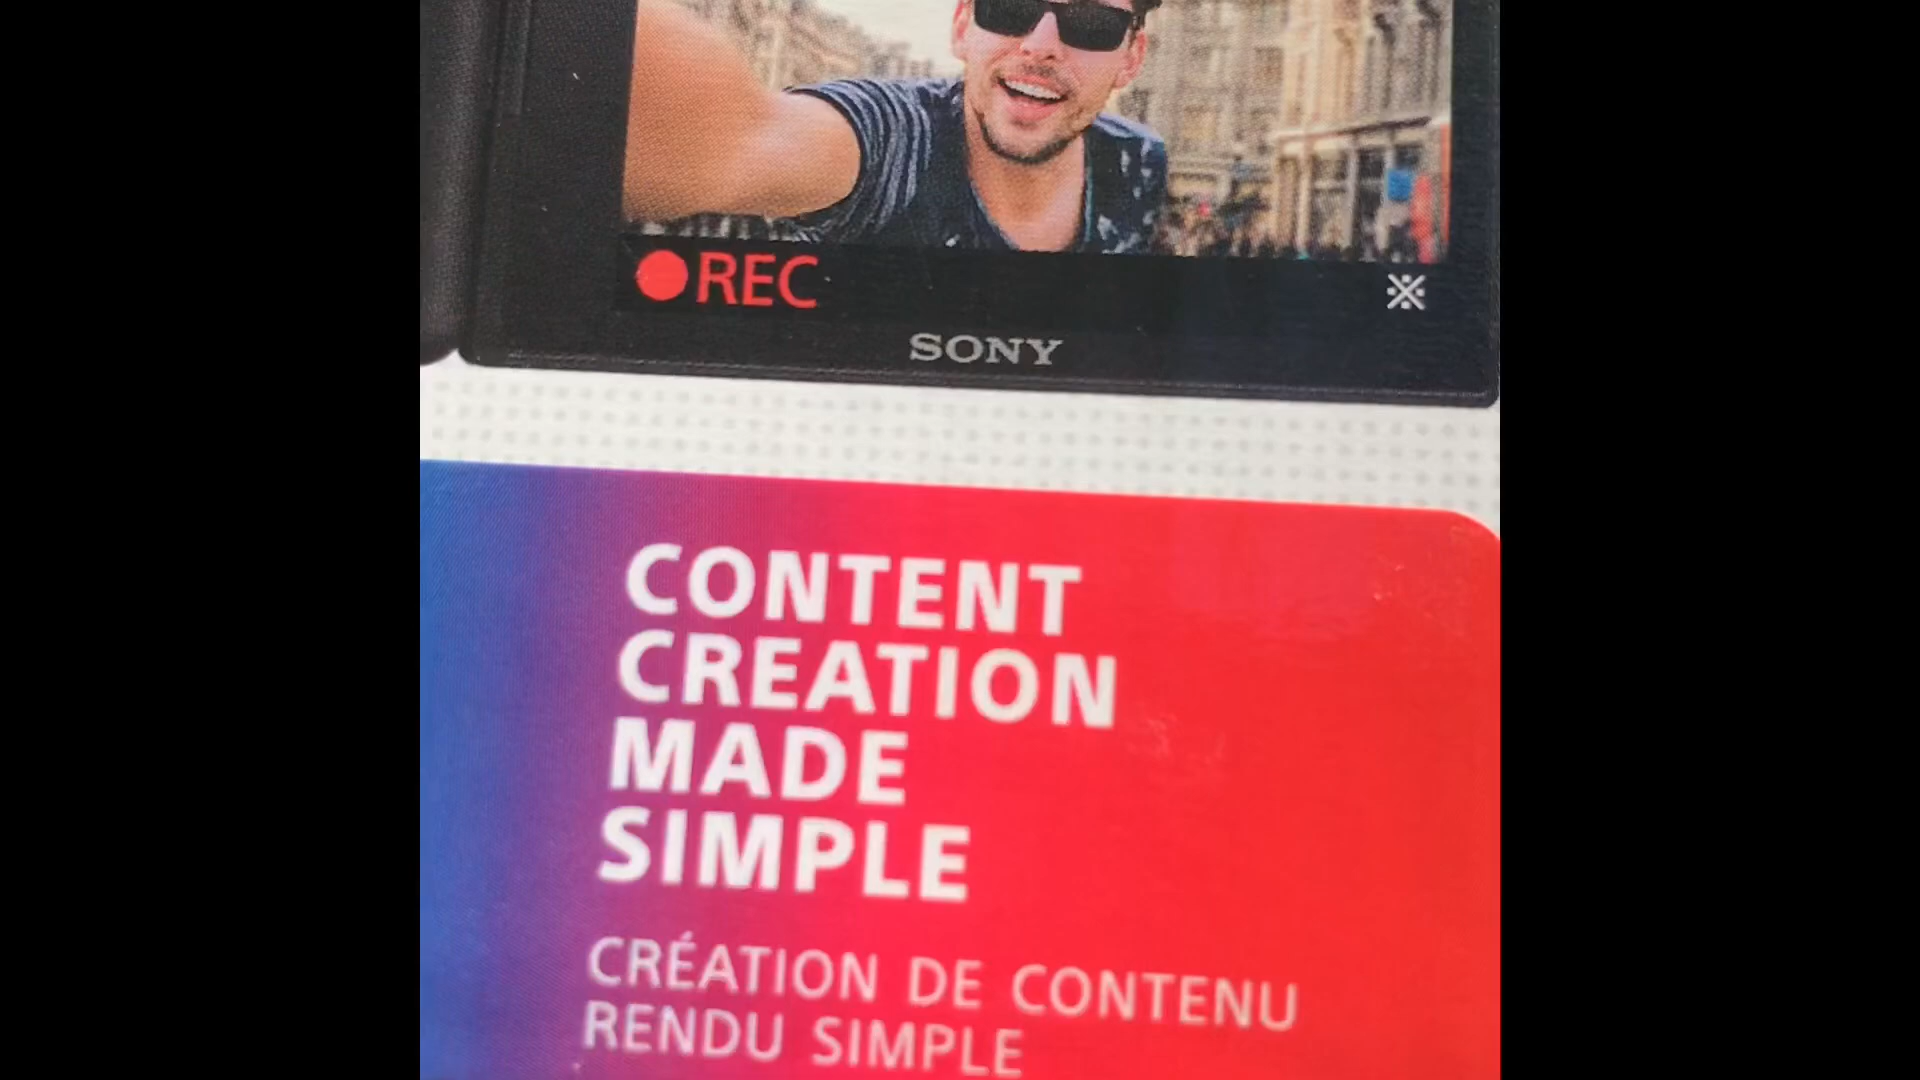 REC
※
SONY
CONTENT
CREATION
MADE
SIMPLE
CRÉATION DE CONTENU
RENDU SIMPLE